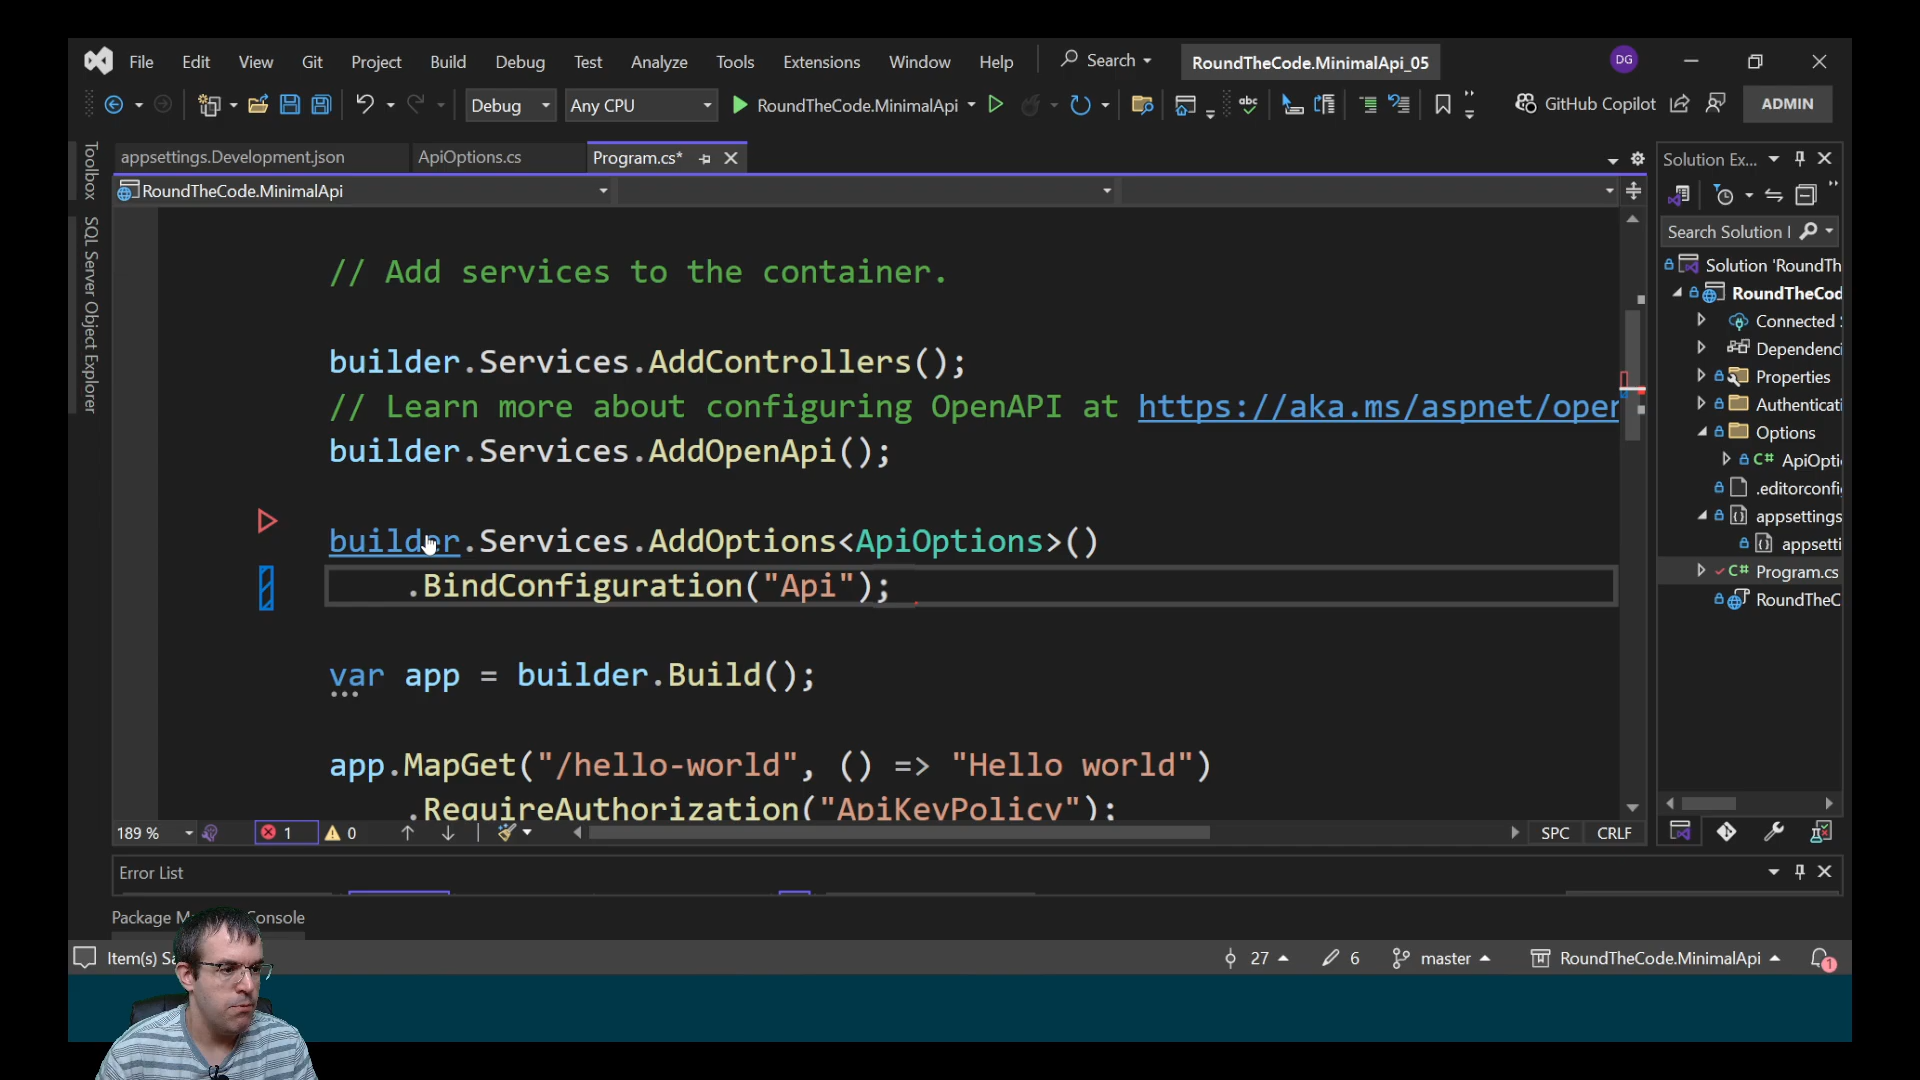 File Edit View Git Project Build Debug Test Analyze Tools Extensions Window Help Search RoundTheCode.MinimalApi_05 DG
Debug Any CPU RoundTheCode.MinimalApi GitHub Copilot ADMIN
Toolbox
SQL Server Object Explorer
appsettings.Development.json ApiOptions.cs Program.cs*
RoundTheCode.MinimalApi
// Add services to the container.
builder.Services.AddControllers();
// Learn more about configuring OpenAPI at https://aka.ms/aspnet/oper
builder.Services.AddOpenApi();
builder.Services.AddOptions<ApiOptions>()
.BindConfiguration("Api");
var app = builder.Build();
app.MapGet("/hello-world", () => "Hello world")
.RequireAuthorization("ApiKeyPolicy");
189 % 1 0 SPC CRLF
Solution Ex...
Search Solution
Solution 'RoundTh
RoundTheCod
Connected
Dependenci
Properties
Authenticati
Options
C# ApiOpti
.editorconfi
appsettings
appsetti
C# Program.cs
RoundTheC
Error List
Package M onsole
Item(s) Sa 27 6 master RoundTheCode.MinimalApi 1